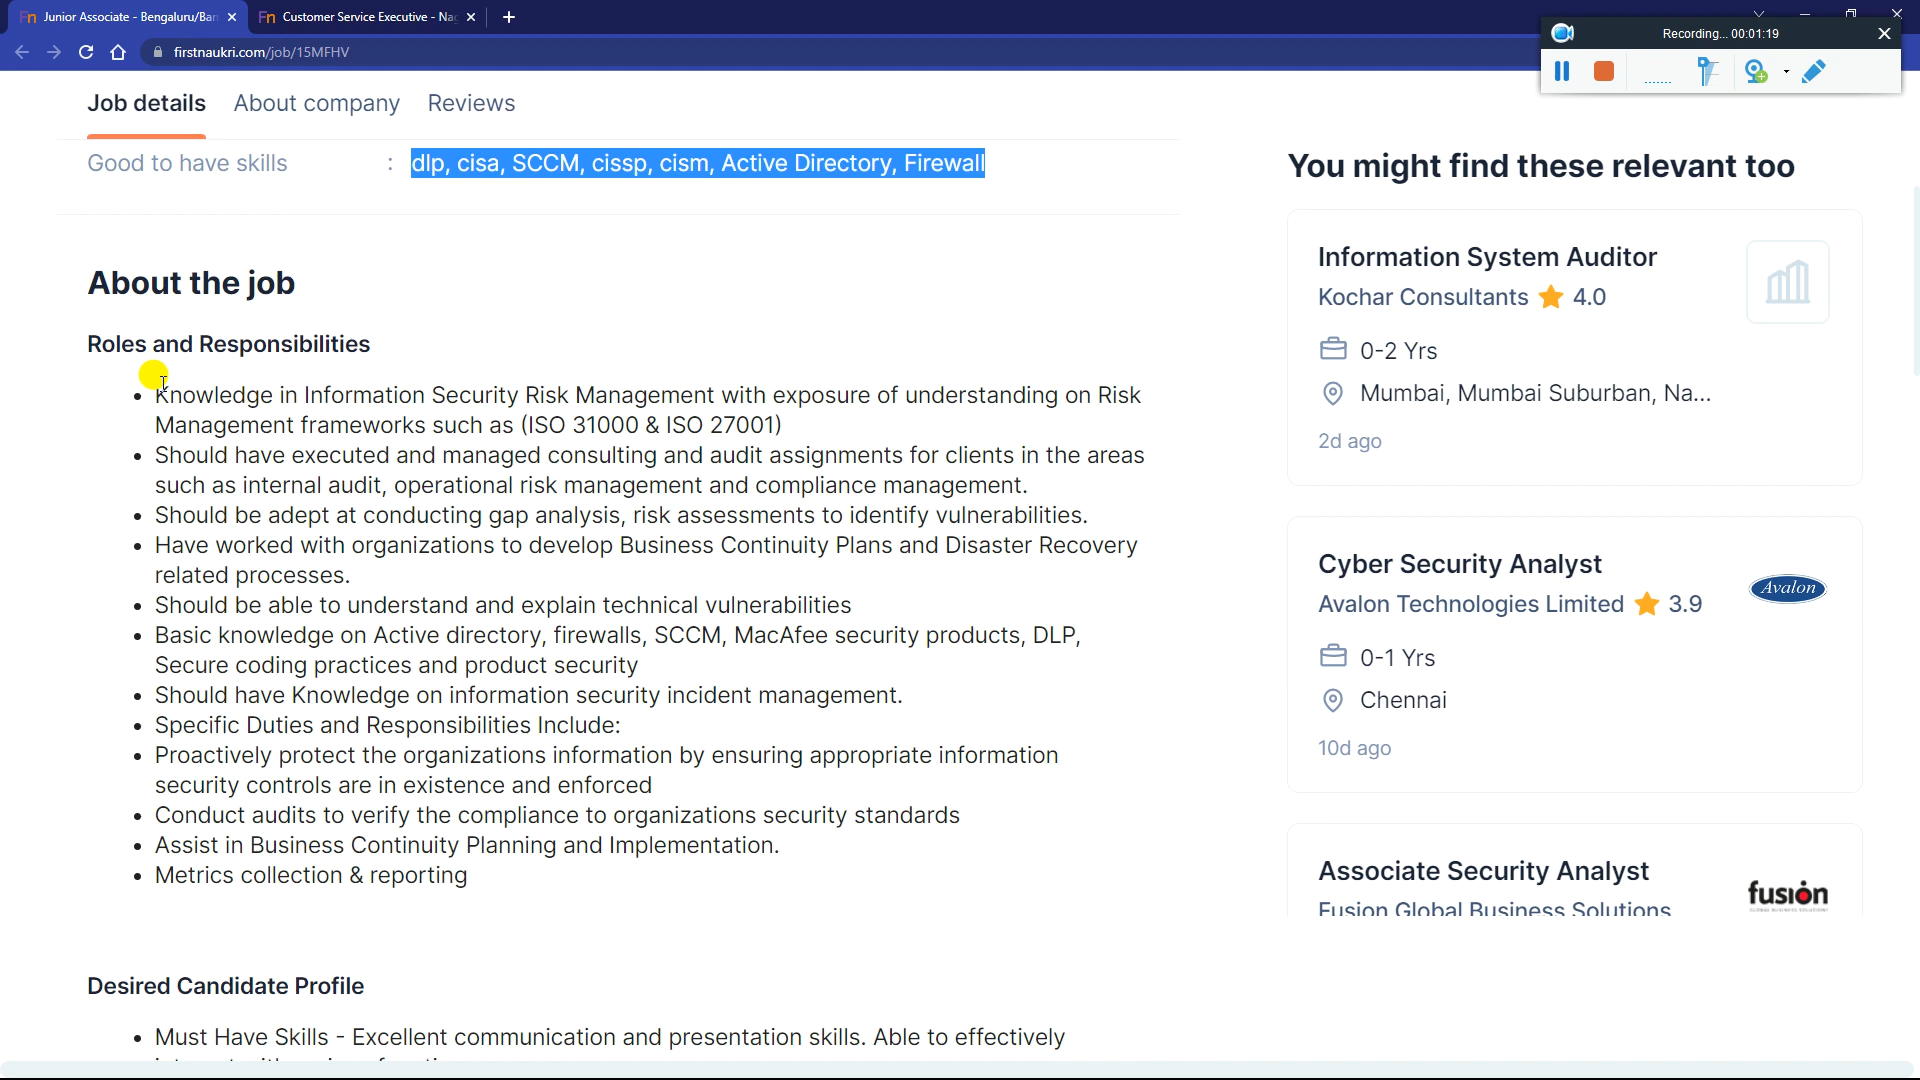 Fn Junior Associate - Bengaluru/Ban
Fn Customer Service Executive - Nag
firstnaukri.com/job/15MFHV
Recording... 00:01:19
Job details About company Reviews
Good to have skills : dlp, cisa, SCCM, cissp, cism, Active Directory, Firewall
About the job
Roles and Responsibilities
• Knowledge in Information Security Risk Management with exposure of understanding on Risk
Management frameworks such as (ISO 31000 & ISO 27001)
• Should have executed and managed consulting and audit assignments for clients in the areas
such as internal audit, operational risk management and compliance management.
• Should be adept at conducting gap analysis, risk assessments to identify vulnerabilities.
• Have worked with organizations to develop Business Continuity Plans and Disaster Recovery
related processes.
• Should be able to understand and explain technical vulnerabilities
• Basic knowledge on Active directory, firewalls, SCCM, MacAfee security products, DLP,
Secure coding practices and product security
• Should have Knowledge on information security incident management.
• Specific Duties and Responsibilities Include:
• Proactively protect the organizations information by ensuring appropriate information
security controls are in existence and enforced
• Conduct audits to verify the compliance to organizations security standards
• Assist in Business Continuity Planning and Implementation.
• Metrics collection & reporting
Desired Candidate Profile
• Must Have Skills - Excellent communication and presentation skills. Able to effectively
You might find these relevant too
Information System Auditor
Kochar Consultants 4.0
0-2 Yrs
Mumbai, Mumbai Suburban, Na...
2d ago
Cyber Security Analyst
Avalon Technologies Limited 3.9
Avalon
0-1 Yrs
Chennai
10d ago
Associate Security Analyst
Fusion Global Business Solutions
fusion